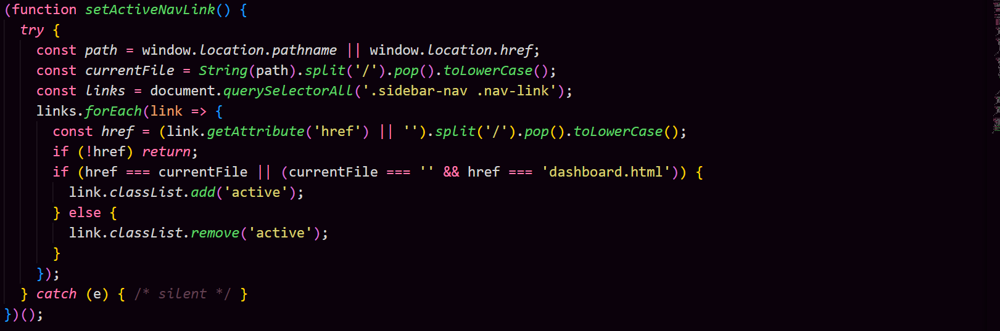 (function setActiveNavLink() {
  try {
    const path = window.location.pathname || window.location.href;
    const currentFile = String(path).split('/').pop().toLowerCase();
    const links = document.querySelectorAll('.sidebar-nav .nav-link');
    links.forEach(link => {
      const href = (link.getAttribute('href') || '').split('/').pop().toLowerCase();
      if (!href) return;
      if (href === currentFile || (currentFile === '' && href === 'dashboard.html')) {
        link.classList.add('active');
      } else {
        link.classList.remove('active');
      }
    });
  } catch (e) { /* silent */ }
})();